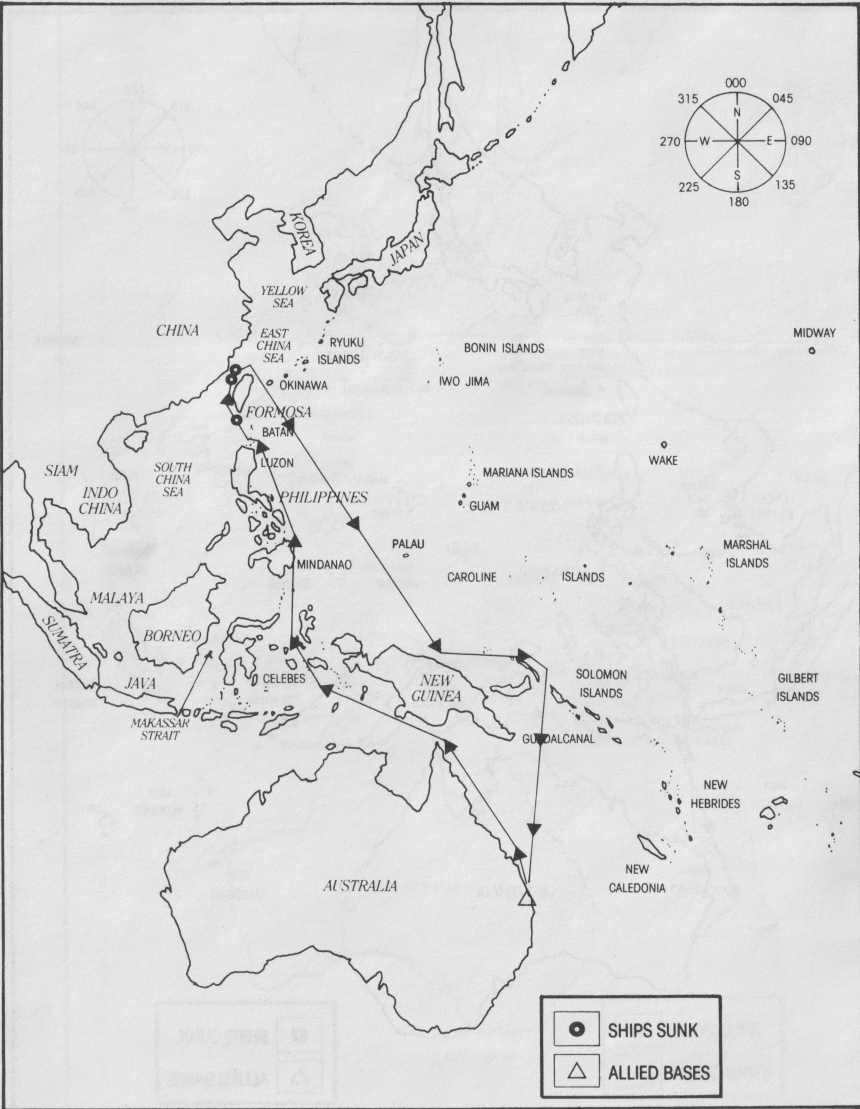 000
315
045
N
270
W
E
090
S
225
135
180
KOREA
JAPAN
YELLOW
SEA
CHINA
EAST
CHINA
SEA
RYUKU
ISLANDS
BONIN ISLANDS
MIDWAY
OKINAWA
IWO JIMA
FORMOSA
BATAN
LUZON
SIAM
SOUTH
CHINA
SEA
MARIANA ISLANDS
WAKE
INDO
CHINA
PHILIPPINES
GUAM
PALAU
MARSHAL
ISLANDS
MINDANAO
CAROLINE
ISLANDS
MALAYA
SUMATRA
BORNEO
CELEBES
NEW
GUINEA
SOLOMON
ISLANDS
GILBERT
ISLANDS
JAVA
MAKASSAR
STRAIT
GUADALCANAL
NEW
HEBRIDES
AUSTRALIA
NEW
CALEDONIA
SHIPS SUNK
ALLIED BASES